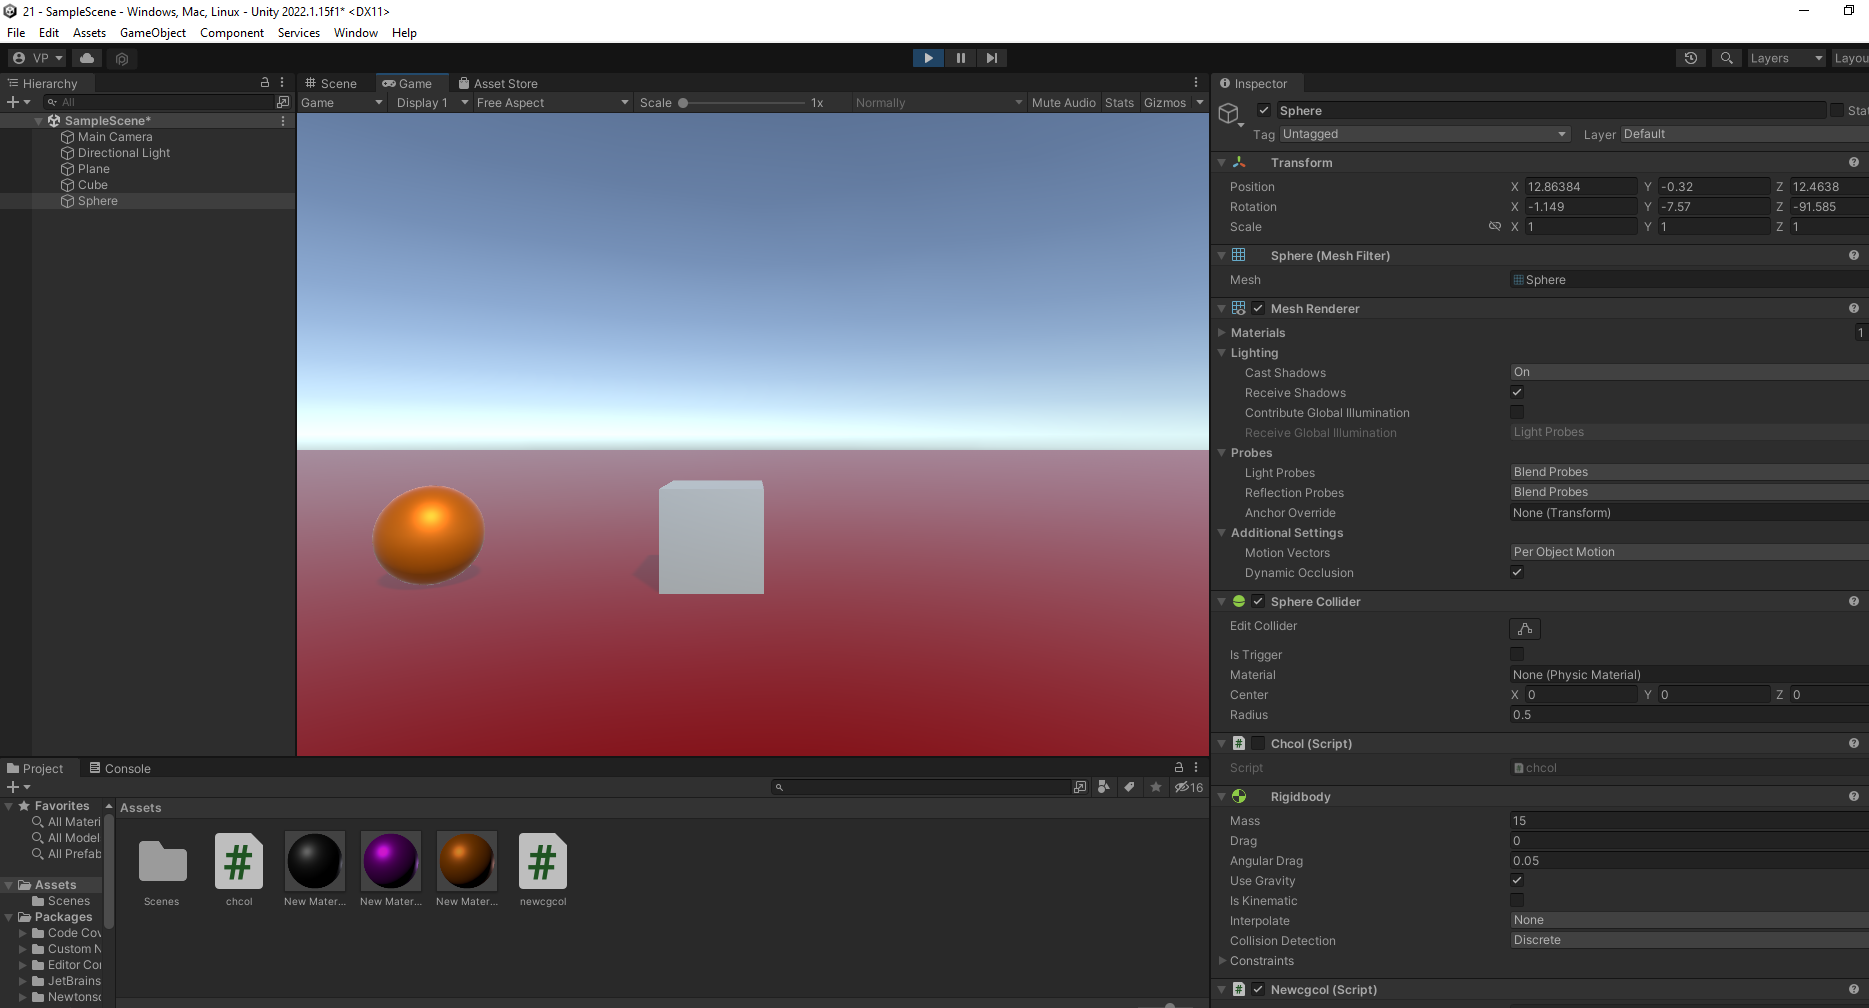 21 - SampleScene - Windows, Mac, Linux - Unity 2022.1.15f1* <DX11>
File Edit Assets GameObject Component Services Window Help
VP Layers Layou
Hierarchy
All
SampleScene*
Main Camera
Directional Light
Plane
Cube
Sphere
Scene Game Asset Store
Game Display 1 Free Aspect Scale 1x Normally Mute Audio Stats Gizmos
Inspector
Sphere Stat
Tag Untagged Layer Default
Transform
Position X 12.86384 Y -0.32 Z 12.4638
Rotation X -1.149 Y -7.57 Z -91.585
Scale X 1 Y 1 Z 1
Sphere (Mesh Filter)
Mesh Sphere
Mesh Renderer
Materials 1
Lighting
Cast Shadows On
Receive Shadows
Contribute Global Illumination
Receive Global Illumination Light Probes
Probes
Light Probes Blend Probes
Reflection Probes Blend Probes
Anchor Override None (Transform)
Additional Settings
Motion Vectors Per Object Motion
Dynamic Occlusion
Sphere Collider
Edit Collider
Is Trigger
Material None (Physic Material)
Center X 0 Y 0 Z 0
Radius 0.5
# Chcol (Script)
Script chcol
Rigidbody
Mass 15
Drag 0
Angular Drag 0.05
Use Gravity
Is Kinematic
Interpolate None
Collision Detection Discrete
Constraints
# Newcgcol (Script)
Project Console
16
Favorites
All Materi
All Model
All Prefab
Assets
Scenes
Packages
Code Cov
Custom N
Editor Cor
JetBrains
Newtonso
Assets
# #
Scenes chcol New Mater... New Mater... New Mater... newcgcol